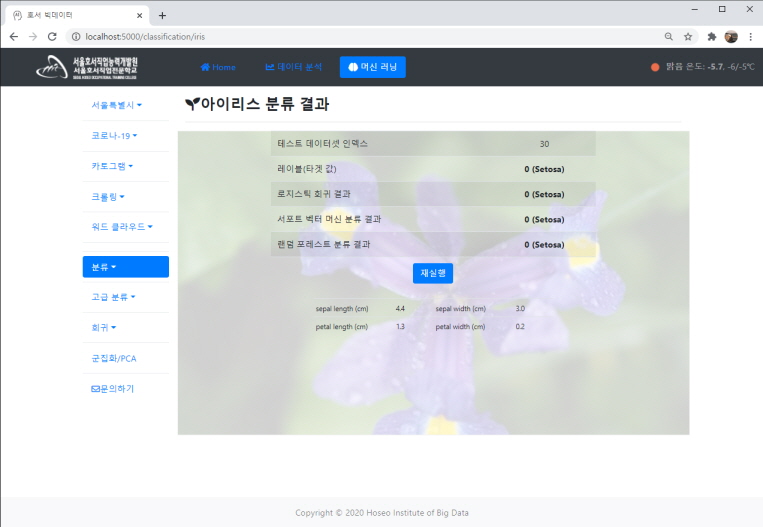 호서 빅데이터
localhost:5000/classification/iris
서울호서직업능력개발원
서울호서직업전문학교
Home
데이터 분석
머신 러닝
맑음 온도: -5.7, -6/-5℃
서울특별시
코로나-19
카토그램
크롤링
워드 클라우드
분류
고급 분류
회귀
군집화/PCA
문의하기
아이리스 분류 결과
테스트 데이터셋 인덱스 30
레이블(타겟 값) 0 (Setosa)
로지스틱 회귀 결과 0 (Setosa)
서포트 벡터 머신 분류 결과 0 (Setosa)
랜덤 포레스트 분류 결과 0 (Setosa)
재실행
sepal length (cm) 4.4 sepal width (cm) 3.0
petal length (cm) 1.3 petal width (cm) 0.2
Copyright © 2020 Hoseo Institute of Big Data